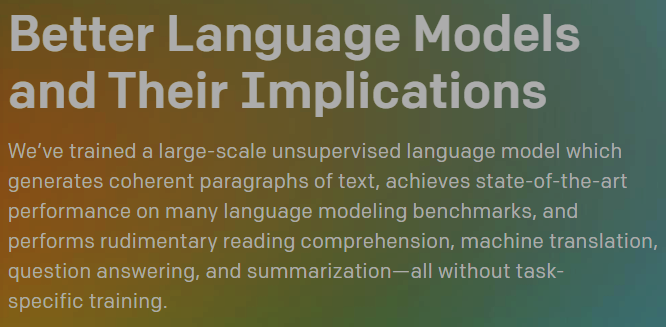 Better Language Models
and Their Implications
We’ve trained a large-scale unsupervised language model which
generates coherent paragraphs of text, achieves state-of-the-art
performance on many language modeling benchmarks, and
performs rudimentary reading comprehension, machine translation,
question answering, and summarization—all without task-
specific training.